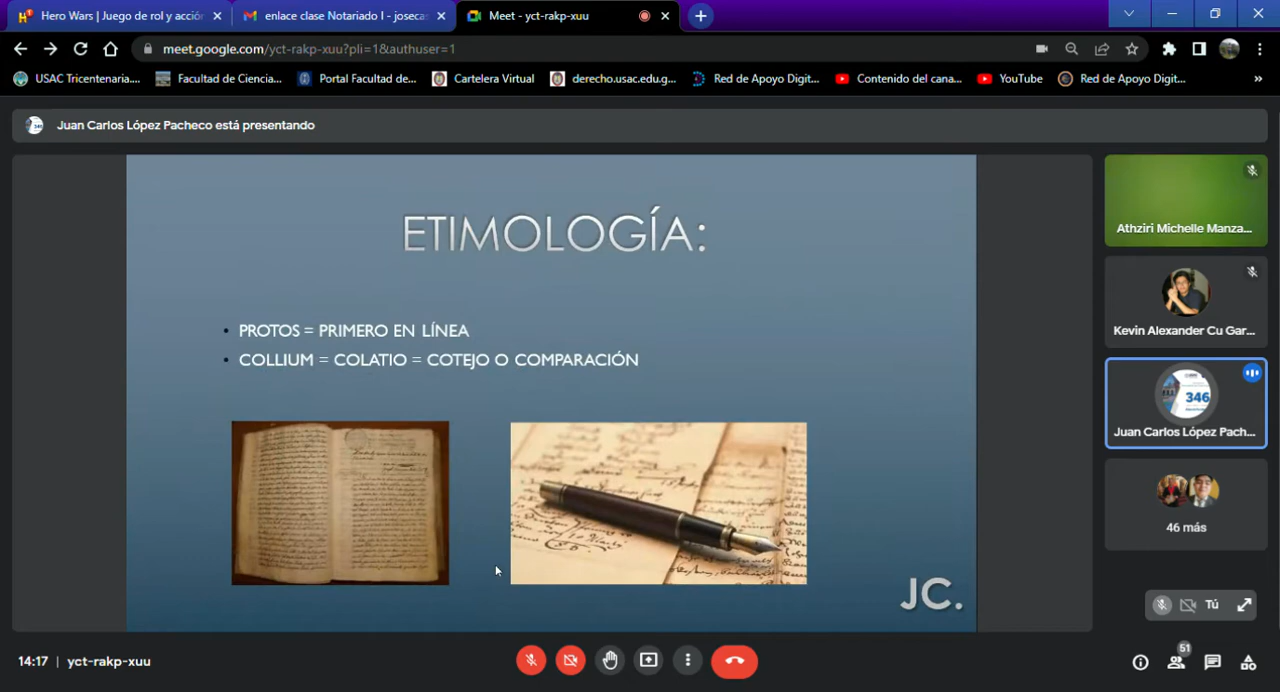 Hero Wars | Juego de rol y acción
enlace clase Notariado I - joseca
Meet - yct-rakp-xuu
meet.google.com/yct-rakp-xuu?pli=1&authuser=1
USAC Tricentenaria....
Facultad de Ciencia...
Portal Facultad de...
Cartelera Virtual
derecho.usac.edu.g...
Red de Apoyo Digit...
Contenido del cana...
YouTube
Red de Apoyo Digit...
»
Juan Carlos López Pacheco está presentando
ETIMOLOGÍA:
• PROTOS = PRIMERO EN LÍNEA
• COLLIUM = COLATIO = COTEJO O COMPARACIÓN
JC.
Athziri Michelle Manza...
Kevin Alexander Cu Gar...
346
Juan Carlos López Pach...
46 más
Tú
14:17 | yct-rakp-xuu
51